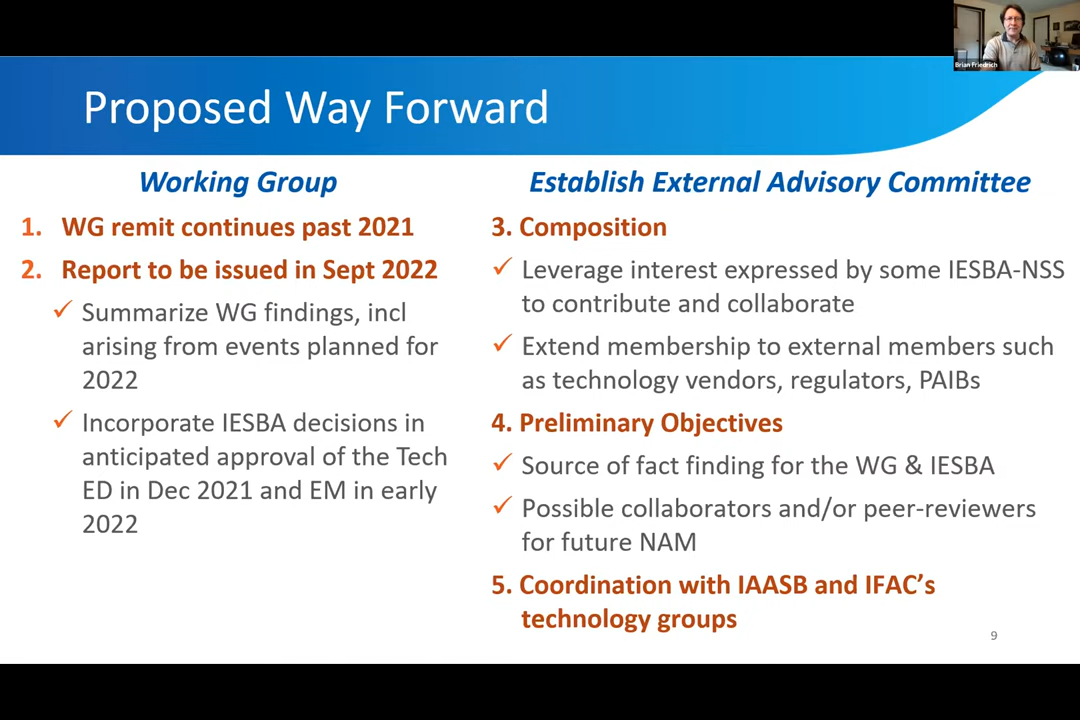 Brian Friedrich
Proposed Way Forward
Working Group
1. WG remit continues past 2021
2. Report to be issued in Sept 2022
✓ Summarize WG findings, incl
arising from events planned for
2022
✓ Incorporate IESBA decisions in
anticipated approval of the Tech
ED in Dec 2021 and EM in early
2022
Establish External Advisory Committee
3. Composition
✓ Leverage interest expressed by some IESBA-NSS
to contribute and collaborate
✓ Extend membership to external members such
as technology vendors, regulators, PAIBs
4. Preliminary Objectives
✓ Source of fact finding for the WG & IESBA
✓ Possible collaborators and/or peer-reviewers
for future NAM
5. Coordination with IAASB and IFAC’s
technology groups
9